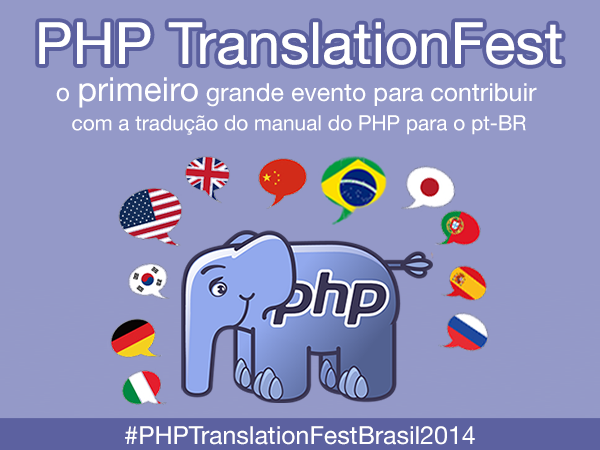 PHP TranslationFest
o primeiro grande evento para contribuir
com a tradução do manual do PHP para o pt-BR
php
#PHPTranslationFestBrasil2014